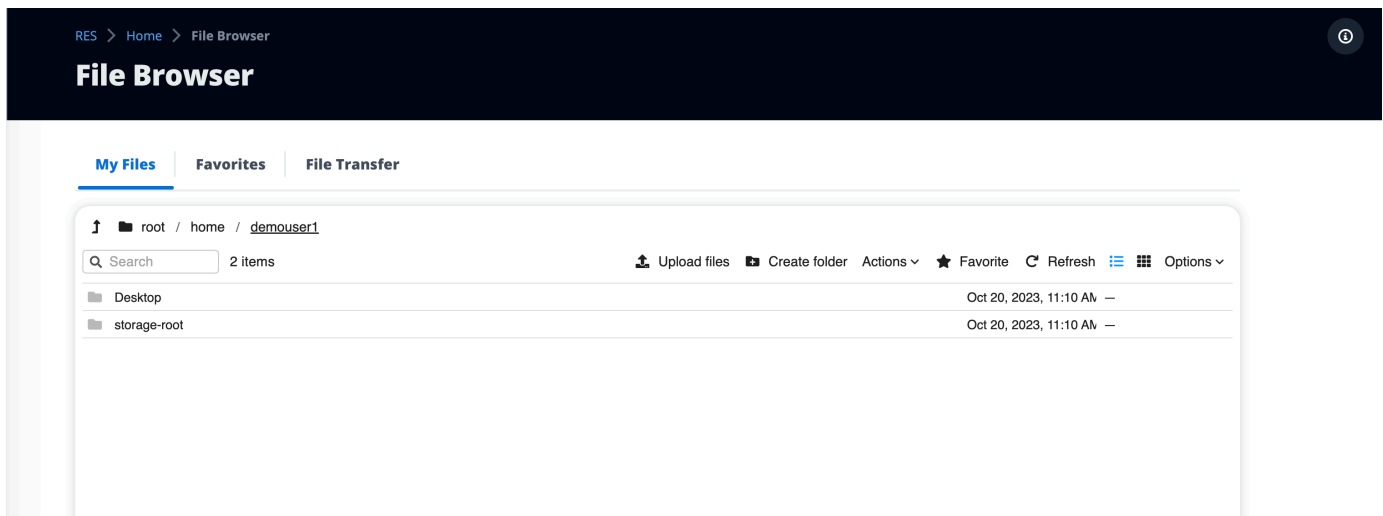 RES > Home > File Browser
File Browser
My Files Favorites File Transfer
root / home / demouser1
Search 2 items Upload files Create folder Actions Favorite Refresh Options
Desktop Oct 20, 2023, 11:10 AM —
storage-root Oct 20, 2023, 11:10 AM —